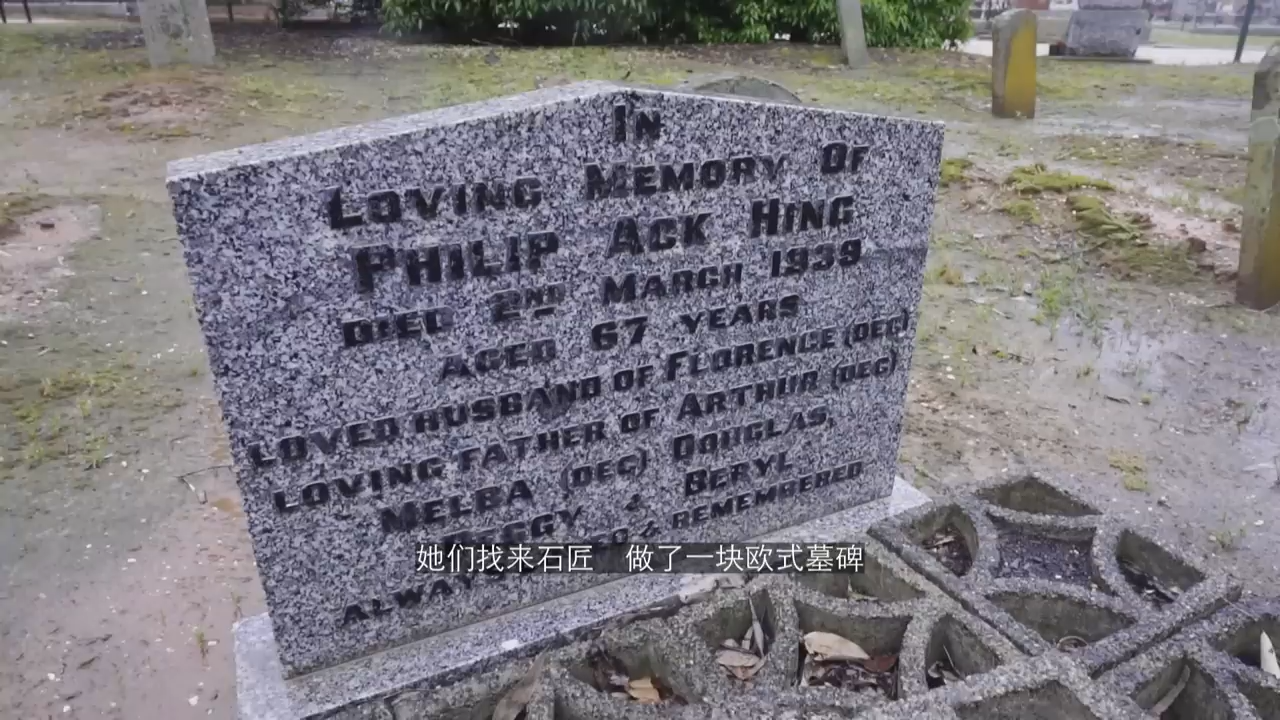 IN
LOVING MEMORY OF
PHILIP ACK HING
DIED 2ND MARCH 1939
AGED 67 YEARS
LOVED HUSBAND OF FLORENCE (DEC)
LOVING FATHER OF ARTHUR (DEC)
MELBA (DEC) DOUGLAS,
PEGGY & BERYL
ALWAYS & REMEMBERED
她们找来石匠 做了一块欧式墓碑